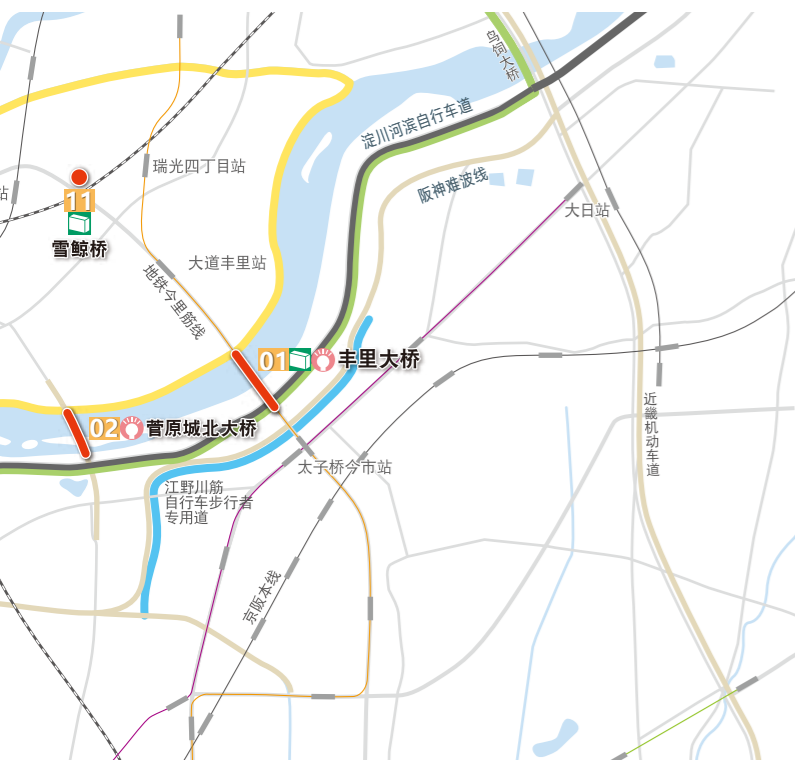 鸟饲大桥
淀川河滨自行车道
瑞光四丁目站
站
阪神难波线
11
大日站
雪鲸桥
大道丰里站
地铁今里筋线
01
丰里大桥
近畿机动车道
02
菅原城北大桥
太子桥今市站
江野川筋
自行车步行者
专用道
京阪本线